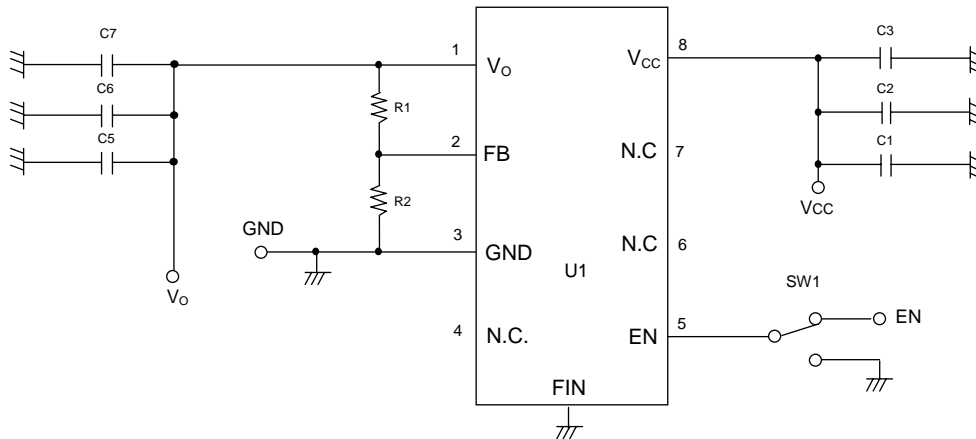 C7
C6
C5
VO
GND
R1
R2
1
2
3
4
VO
FB
GND
N.C.
U1
FIN
VCC
N.C
N.C
EN
8
7
6
5
C3
C2
C1
VCC
SW1
EN